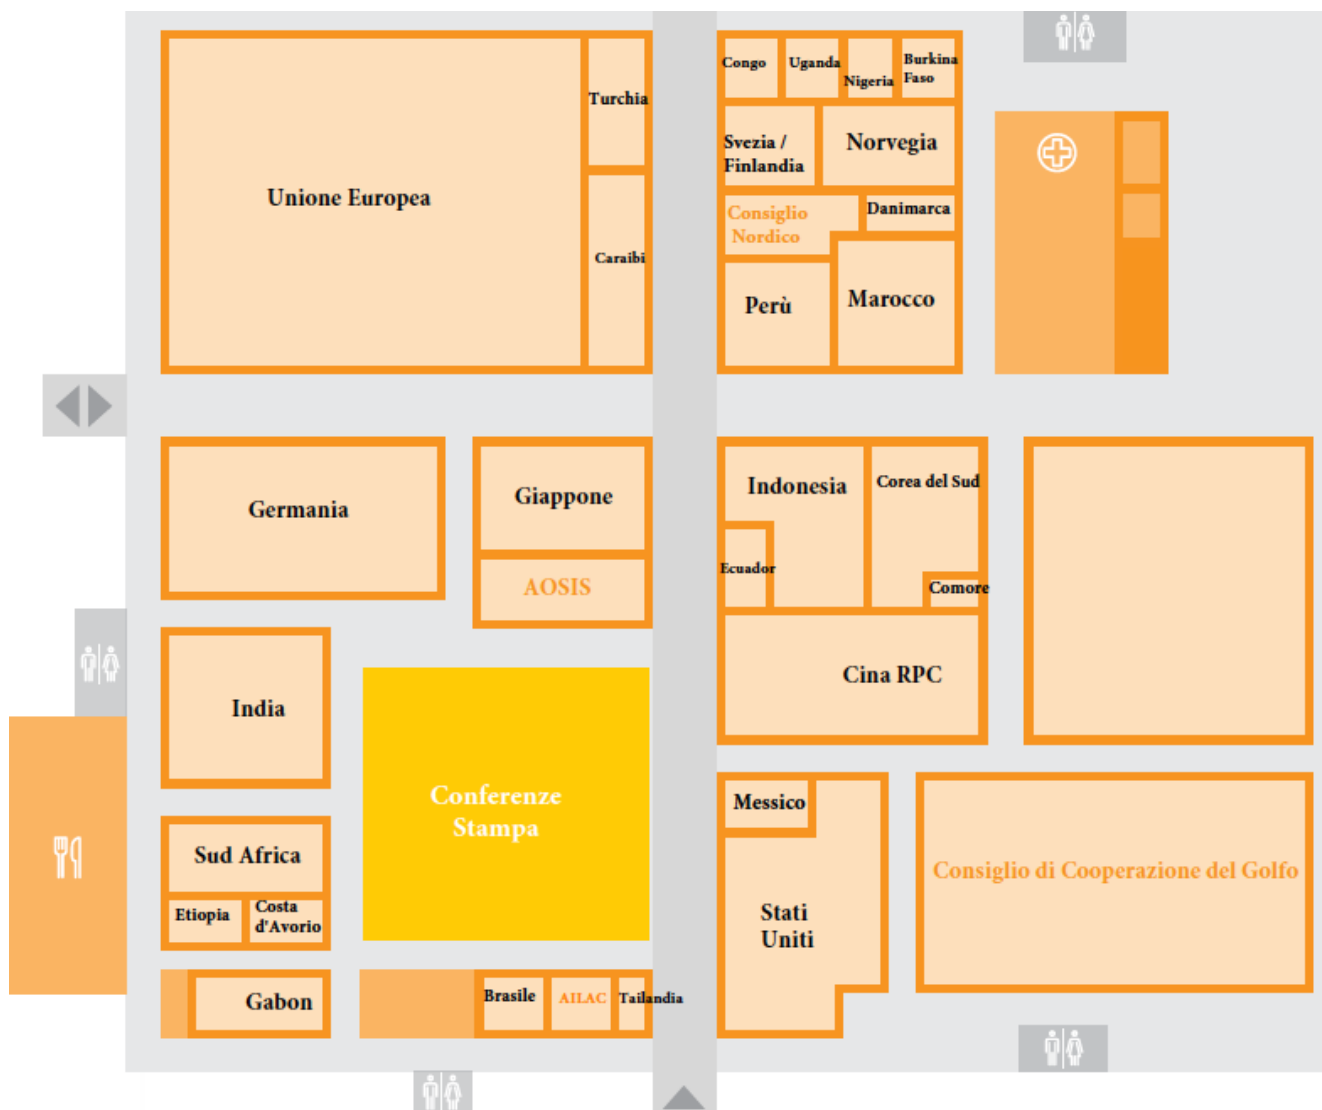 Unione Europea
Turchia
Caraibi
Congo
Uganda
Nigeria
Burkina
Faso
Svezia /
Finlandia
Norvegia
Consiglio
Nordico
Danimarca
Perù
Marocco
Germania
Giappone
AOSIS
Indonesia
Corea del Sud
Ecuador
Comore
Cina RPC
India
Conferenze
Stampa
Sud Africa
Etiopia
Costa
d'Avorio
Gabon
Brasile
AILAC
Tailandia
Messico
Stati
Uniti
Consiglio di Cooperazione del Golfo